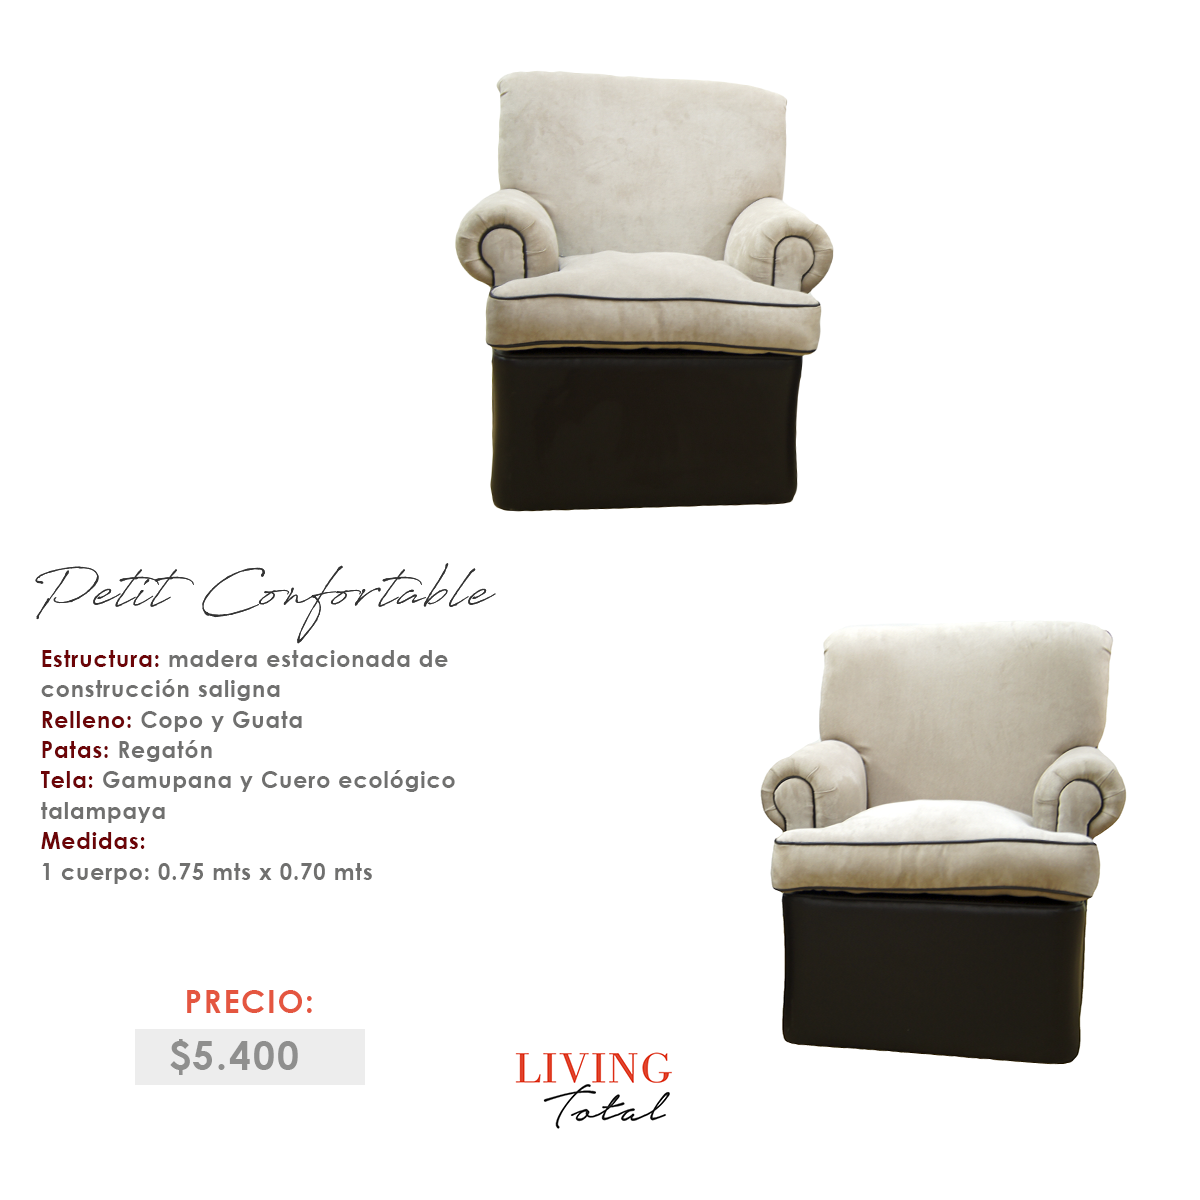 Petit Confortable
Estructura: madera estacionada de
construcción saligna
Relleno: Copo y Guata
Patas: Regatón
Tela: Gamupana y Cuero ecológico
talampaya
Medidas:
1 cuerpo: 0.75 mts x 0.70 mts
PRECIO:
$5.400
LIVING
Total